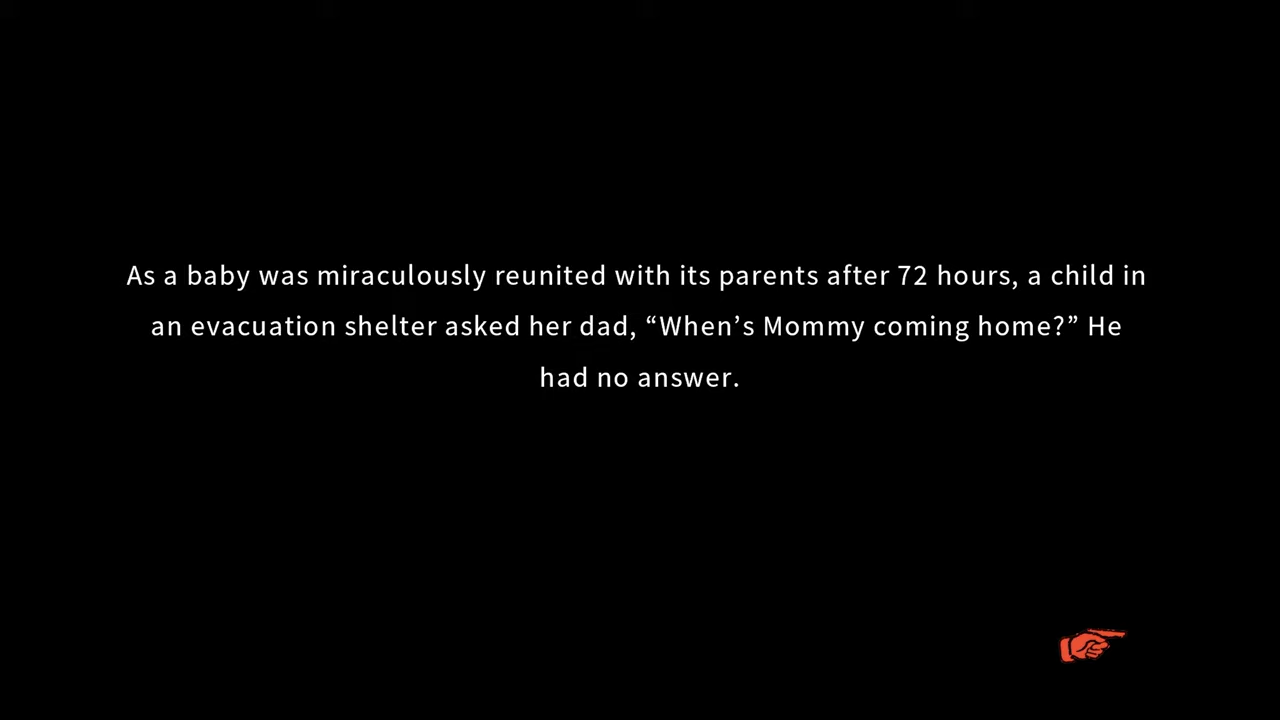 As a baby was miraculously reunited with its parents after 72 hours, a child in
an evacuation shelter asked her dad, “When’s Mommy coming home?” He
had no answer.